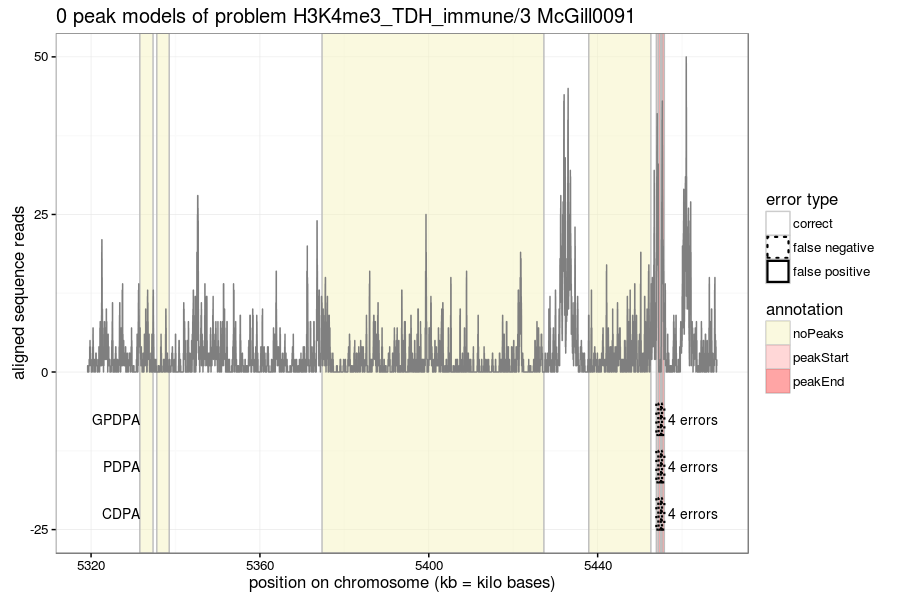 0 peak models of problem H3K4me3_TDH_immune/3 McGill0091
aligned sequence reads
50
25
0
-25
GPDPA
4 errors
PDPA
4 errors
CDPA
4 errors
5320
5360
5400
5440
position on chromosome (kb = kilo bases)
error type
correct
false negative
false positive
annotation
noPeaks
peakStart
peakEnd